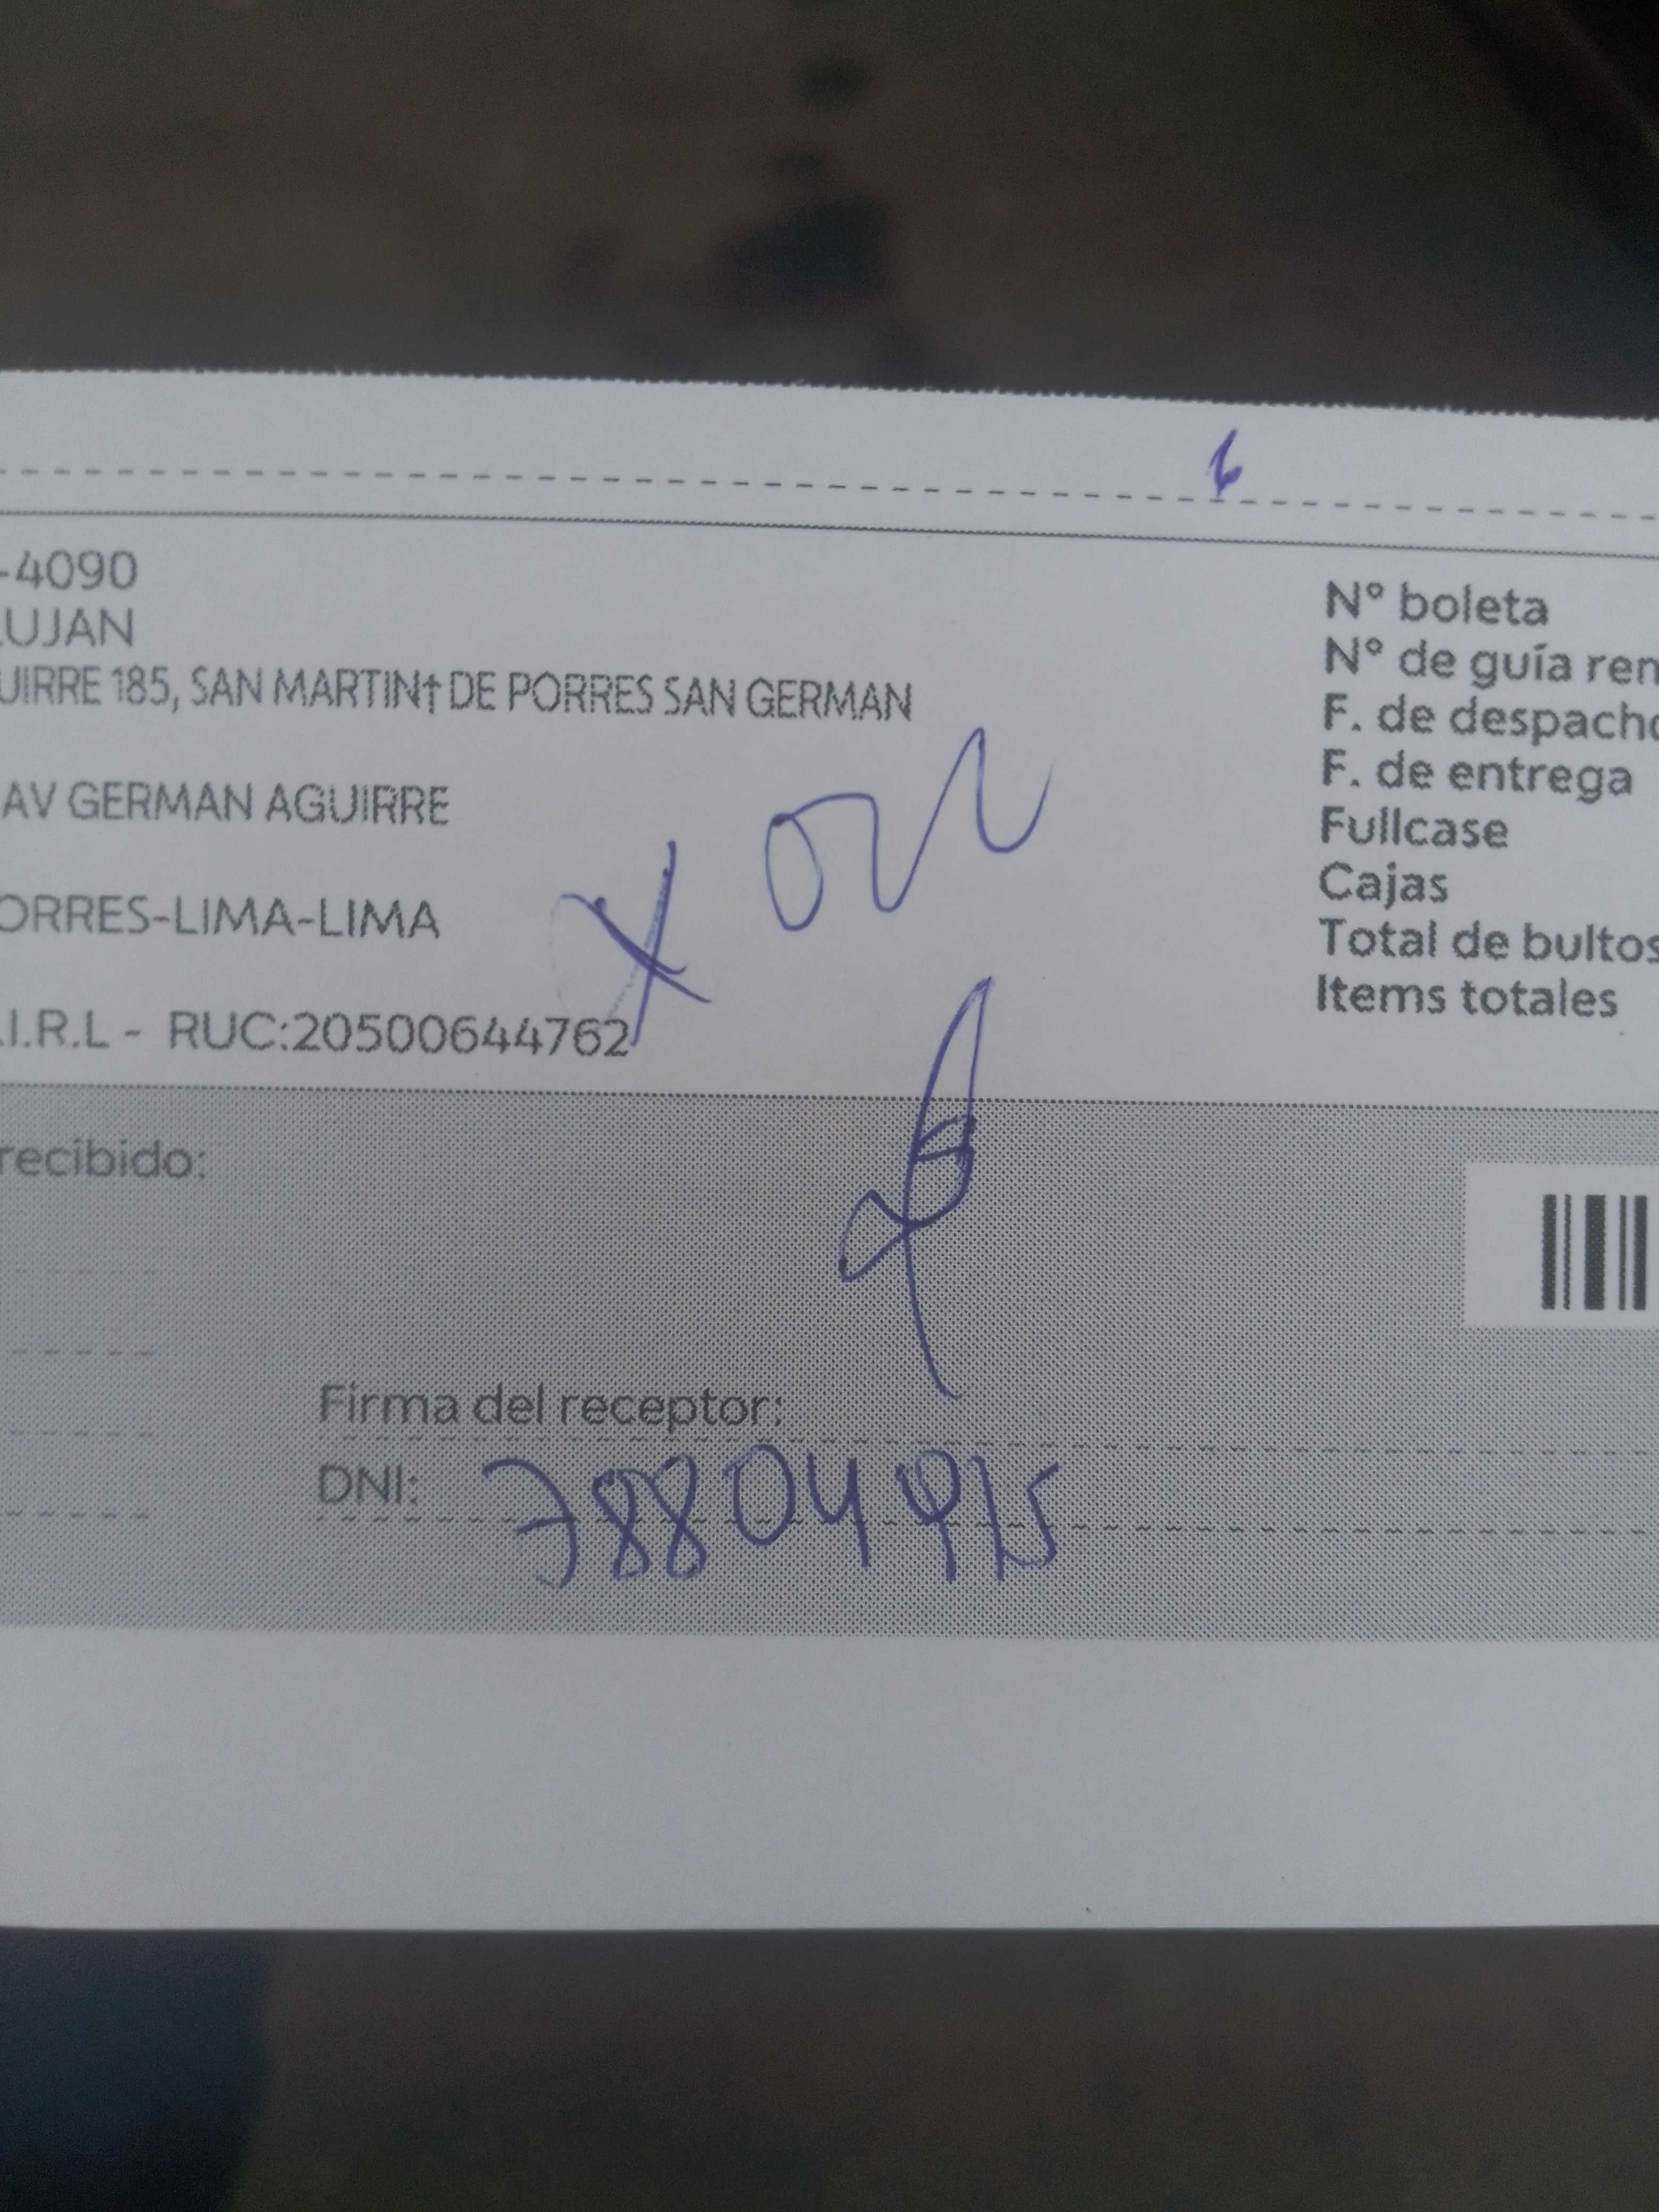 -4090
LUJAN
UIRRE 185, SAN MARTIN† DE PORRES SAN GERMAN
AV GERMAN AGUIRRE
ORRES-LIMA-LIMA
.I.R.L - RUC:20500644762
N° boleta
N° de guía rem
F. de despacho
F. de entrega
Fullcase
Cajas
Total de bultos
Items totales
recibido:
Firma del receptor:
DNI: